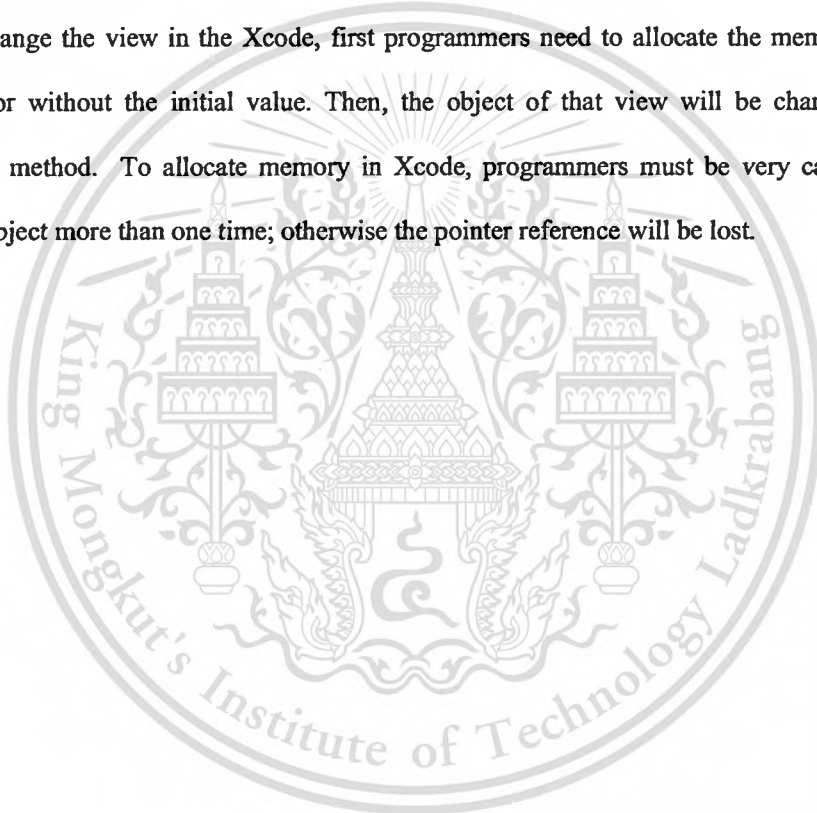 ange the view in the Xcode, first programmers need to allocate the mem
or without the initial value. Then, the object of that view will be char
method. To allocate memory in Xcode, programmers must be very ca
bject more than one time; otherwise the pointer reference will be lost.
King Mongkut's Institute of Technology Ladkrabang